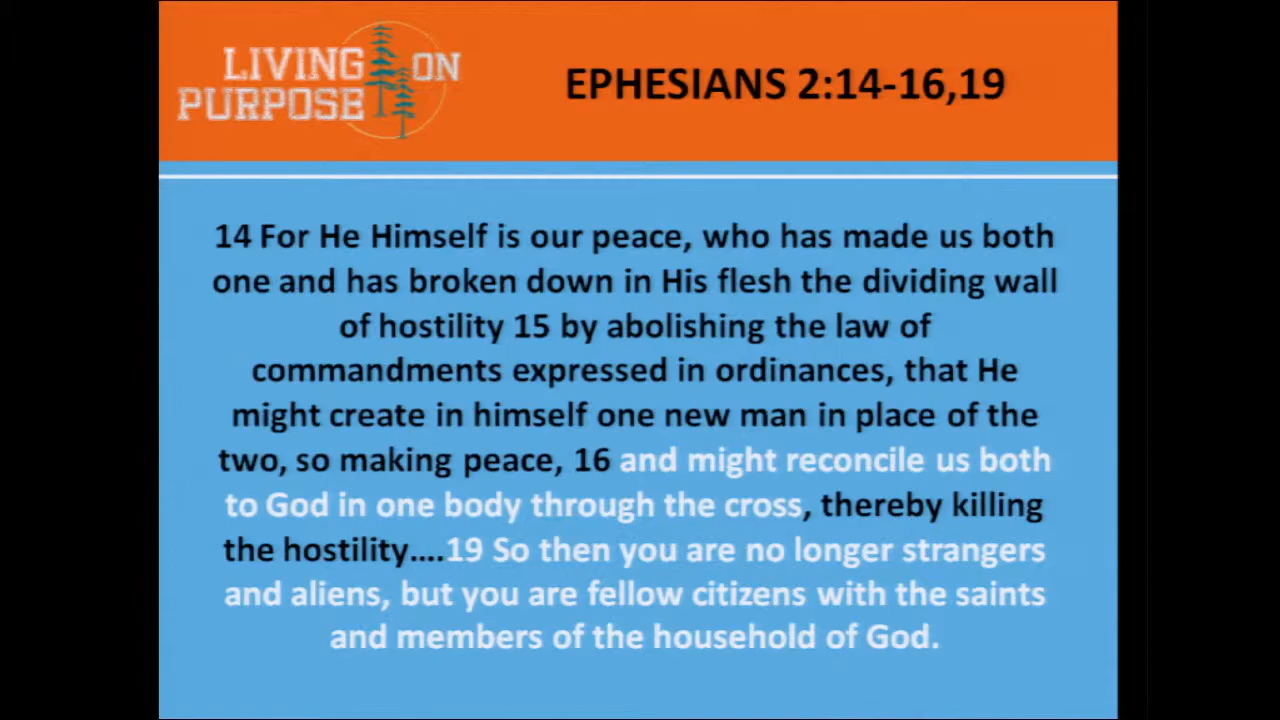 LIVING ON
PURPOSE
EPHESIANS 2:14-16,19
14 For He Himself is our peace, who has made us both
one and has broken down in His flesh the dividing wall
of hostility 15 by abolishing the law of
commandments expressed in ordinances, that He
might create in himself one new man in place of the
two, so making peace, 16 and might reconcile us both
to God in one body through the cross, thereby killing
the hostility....19 So then you are no longer strangers
and aliens, but you are fellow citizens with the saints
and members of the household of God.